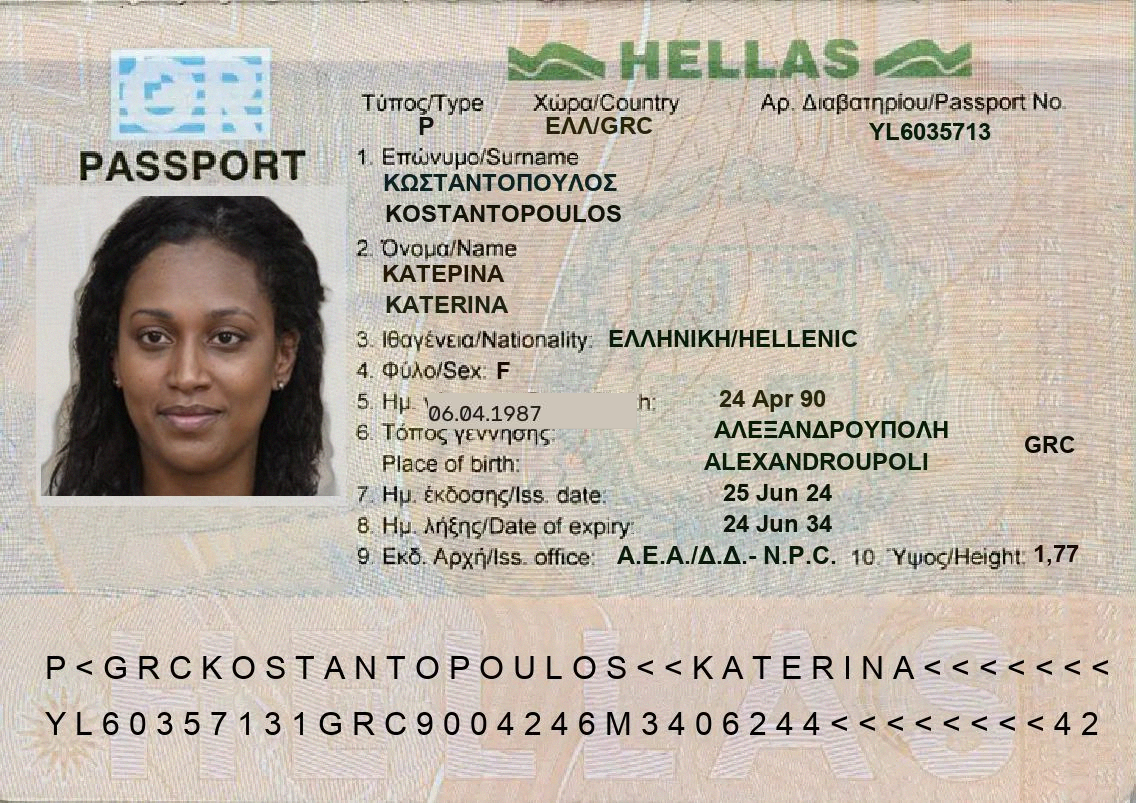 GR
HELLAS
PASSPORT
Τύπος/Type Χώρα/Country Αρ. Διαβατηρίου/Passport No.
P ΕΛΛ/GRC YL6035713
1. Επώνυμο/Surname
ΚΩΣΤΑΝΤΟΠΟΥΛΟΣ
KOSTANTOPOULOS
2. Όνομα/Name
ΚΑΤΕΡΙΝΑ
KATERINA
3. Ιθαγένεια/Nationality: ΕΛΛΗΝΙΚΗ/HELLENIC
4. Φύλο/Sex: F
5. Ημ. 06.04.1987 h: 24 Apr 90
6. Τόπος γέννησης: ΑΛΕΞΑΝΔΡΟΥΠΟΛΗ GRC
Place of birth: ALEXANDROUPOLI
7. Ημ. έκδοσης/Iss. date: 25 Jun 24
8. Ημ. λήξης/Date of expiry: 24 Jun 34
9 Εκδ. Αρχή/Iss. office: Α.Ε.Α./Δ.Δ.- N.P.C. 10. Ύψος/Height: 1,77
HELLAS
P<GRCKOSTANTOPOULOS<<KATERINA<<<<<<<
YL60357131GRC9004246M3406244<<<<<<<<42